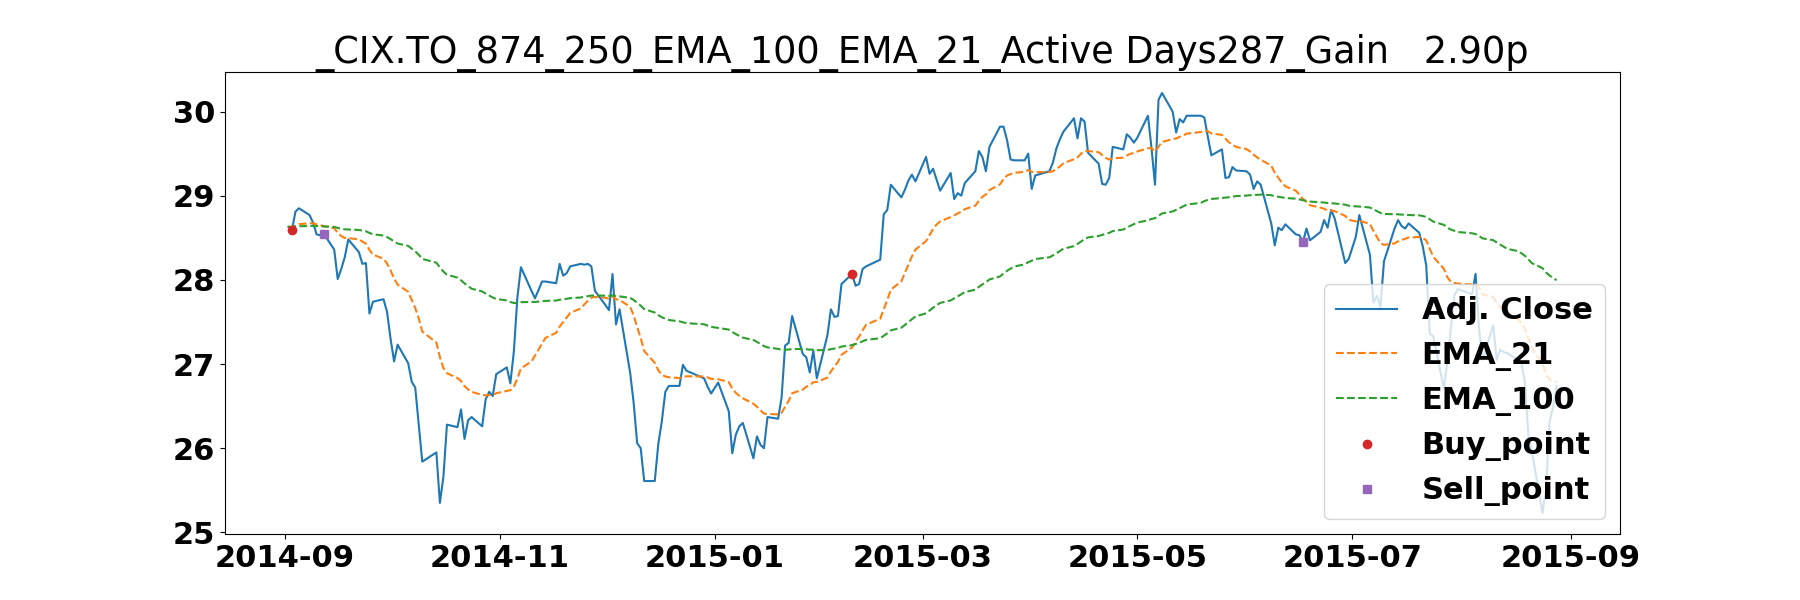 _CIX.TO_874_250_EMA_100_EMA_21_Active Days287_Gain   2.90p
30
29
28
27
26
25
Adj. Close
EMA_21
EMA_100
Buy_point
Sell_point
2014-09 2014-11 2015-01 2015-03 2015-05 2015-07 2015-09